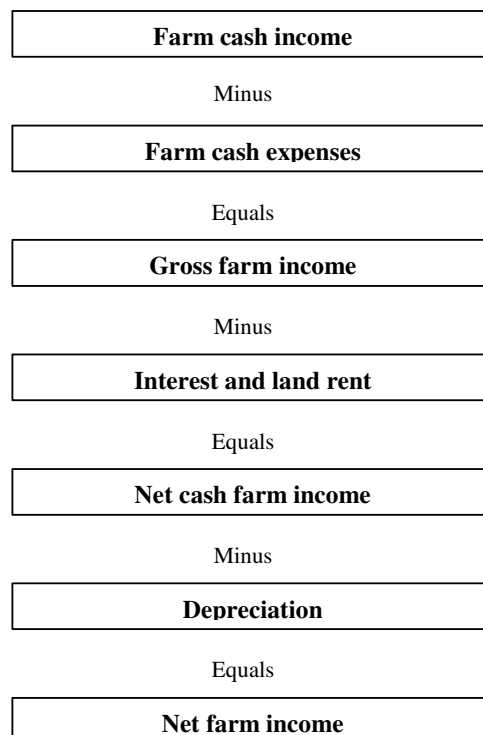 Farm cash income
Minus
Farm cash expenses
Equals
Gross farm income
Minus
Interest and land rent
Equals
Net cash farm income
Minus
Depreciation
Equals
Net farm income